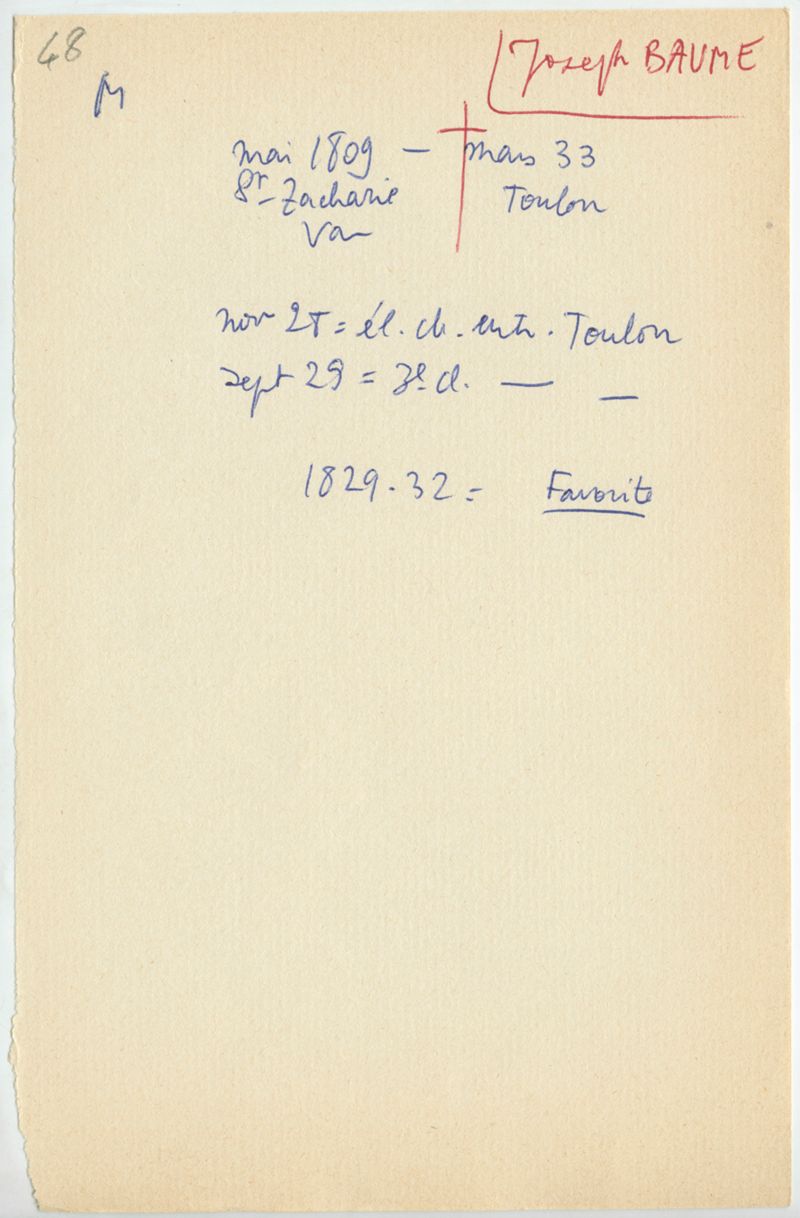 48
Joseph BAUME
M
mai 1809 – mars 33
St-Zacharie Toulon
Var
nov 25 = él. ch. entr. Toulon
sept 29 = 3e cl. — —
1829-32 = Favorite